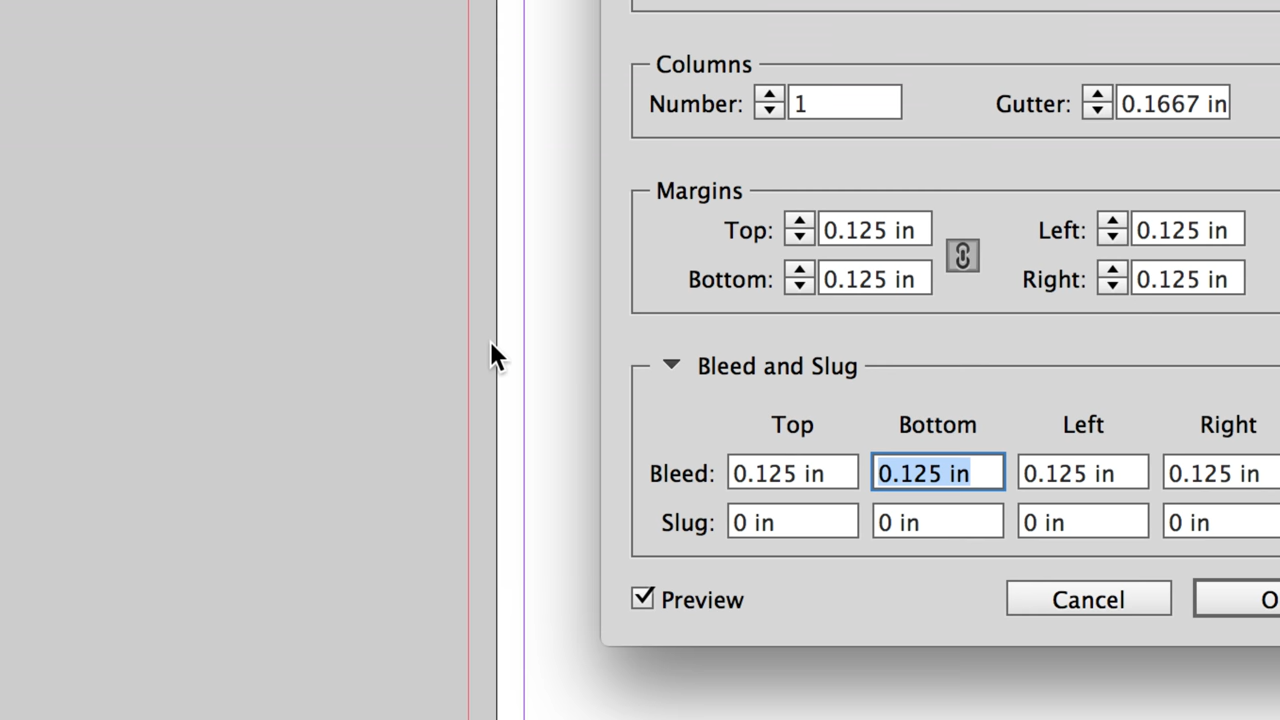 Columns
Number: 1 Gutter: 0.1667 in
Margins
Top: 0.125 in Left: 0.125 in
Bottom: 0.125 in Right: 0.125 in
Bleed and Slug
Top Bottom Left Right
Bleed: 0.125 in 0.125 in 0.125 in 0.125 in
Slug: 0 in 0 in 0 in 0 in
Preview Cancel O